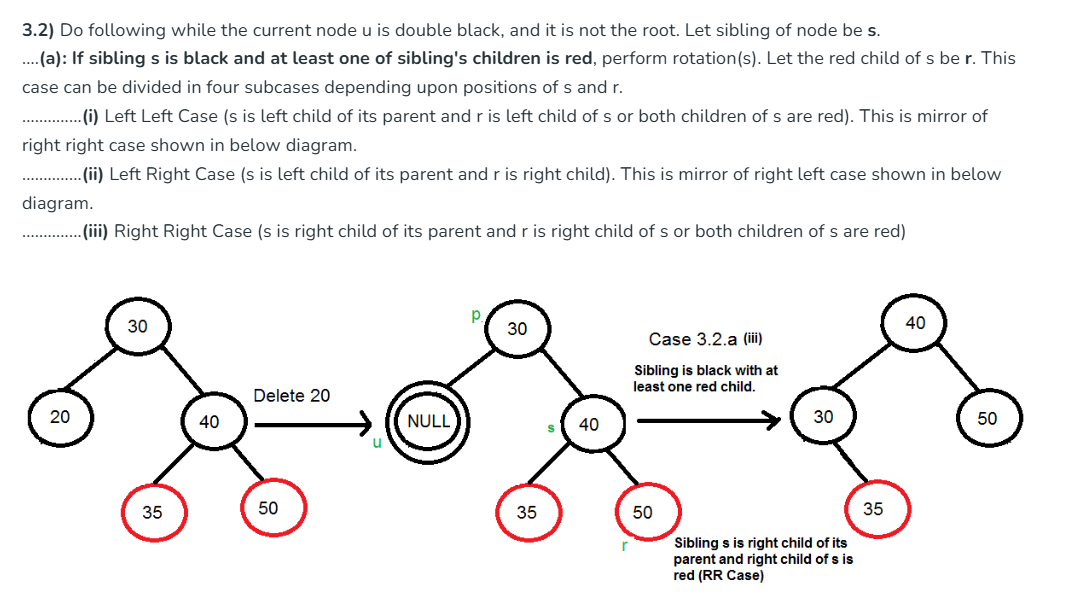 3.2) Do following while the current node u is double black, and it is not the root. Let sibling of node be s.
....(a): If sibling s is black and at least one of sibling's children is red, perform rotation(s). Let the red child of s be r. This
case can be divided in four subcases depending upon positions of s and r.
..............(i) Left Left Case (s is left child of its parent and r is left child of s or both children of s are red). This is mirror of
right right case shown in below diagram.
..............(ii) Left Right Case (s is left child of its parent and r is right child). This is mirror of right left case shown in below
diagram.
..............(iii) Right Right Case (s is right child of its parent and r is right child of s or both children of s are red)
30
20
40
35
50
Delete 20
p
30
NULL
u
s
40
35
50
r
Case 3.2.a (iii)
Sibling is black with at
least one red child.
Sibling s is right child of its
parent and right child of s is
red (RR Case)
40
30
50
35